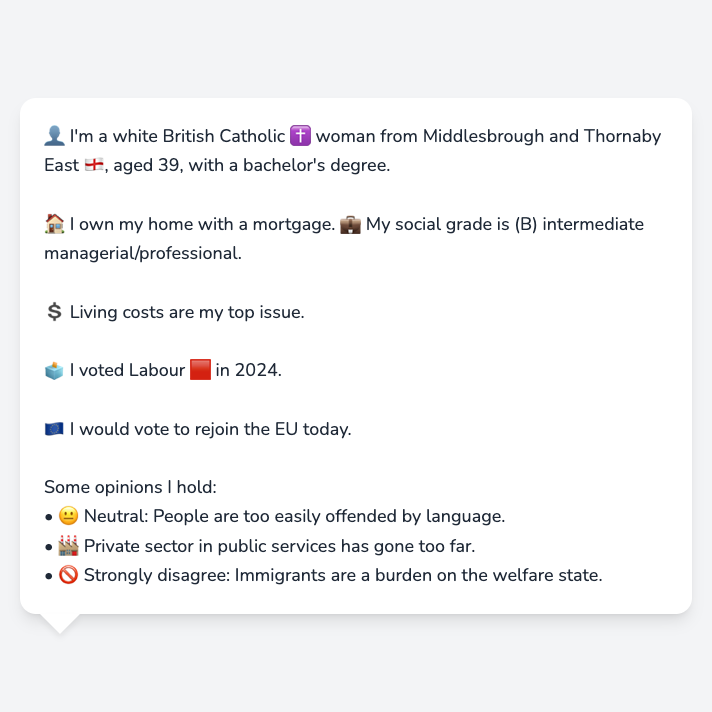 👤 I'm a white British Catholic ✝️ woman from Middlesbrough and Thornaby
East 🏴󠁧󠁢󠁥󠁮󠁧󠁿, aged 39, with a bachelor's degree.
🏠 I own my home with a mortgage. 💼 My social grade is (B) intermediate
managerial/professional.
💲 Living costs are my top issue.
🗳️ I voted Labour 🟥 in 2024.
🇪🇺 I would vote to rejoin the EU today.
Some opinions I hold:
• 😐 Neutral: People are too easily offended by language.
• 🏭 Private sector in public services has gone too far.
• 🚫 Strongly disagree: Immigrants are a burden on the welfare state.